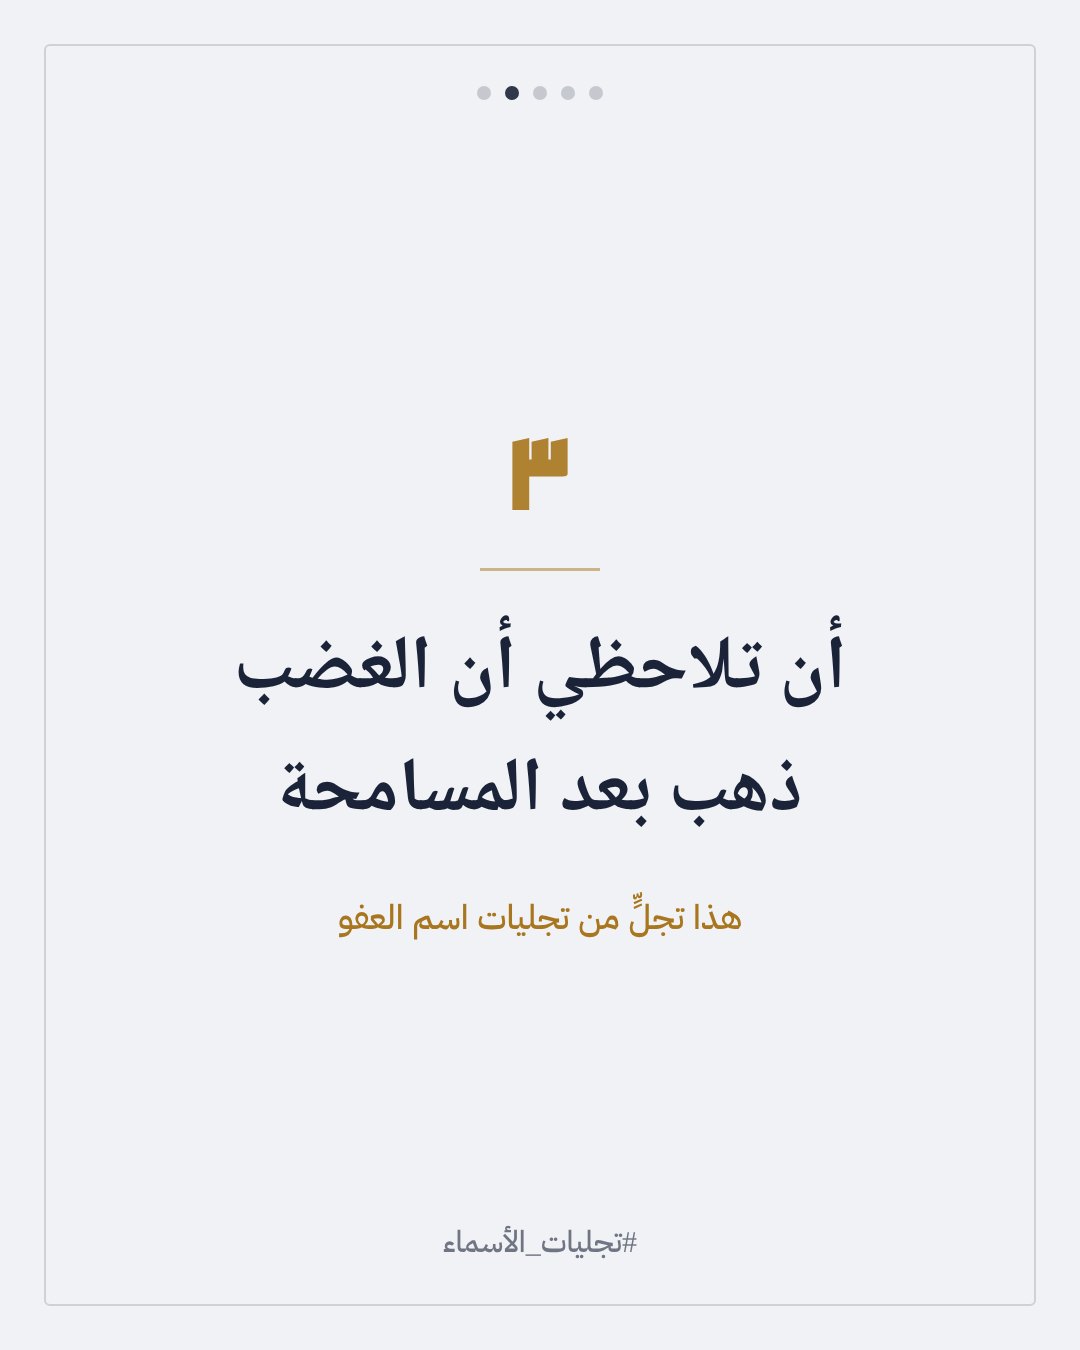 ٣
أن تلاحظي أن الغضب
ذهب بعد المسامحة
هذا تجلٍّ من تجليات اسم العفو
#تجليات_الأسماء